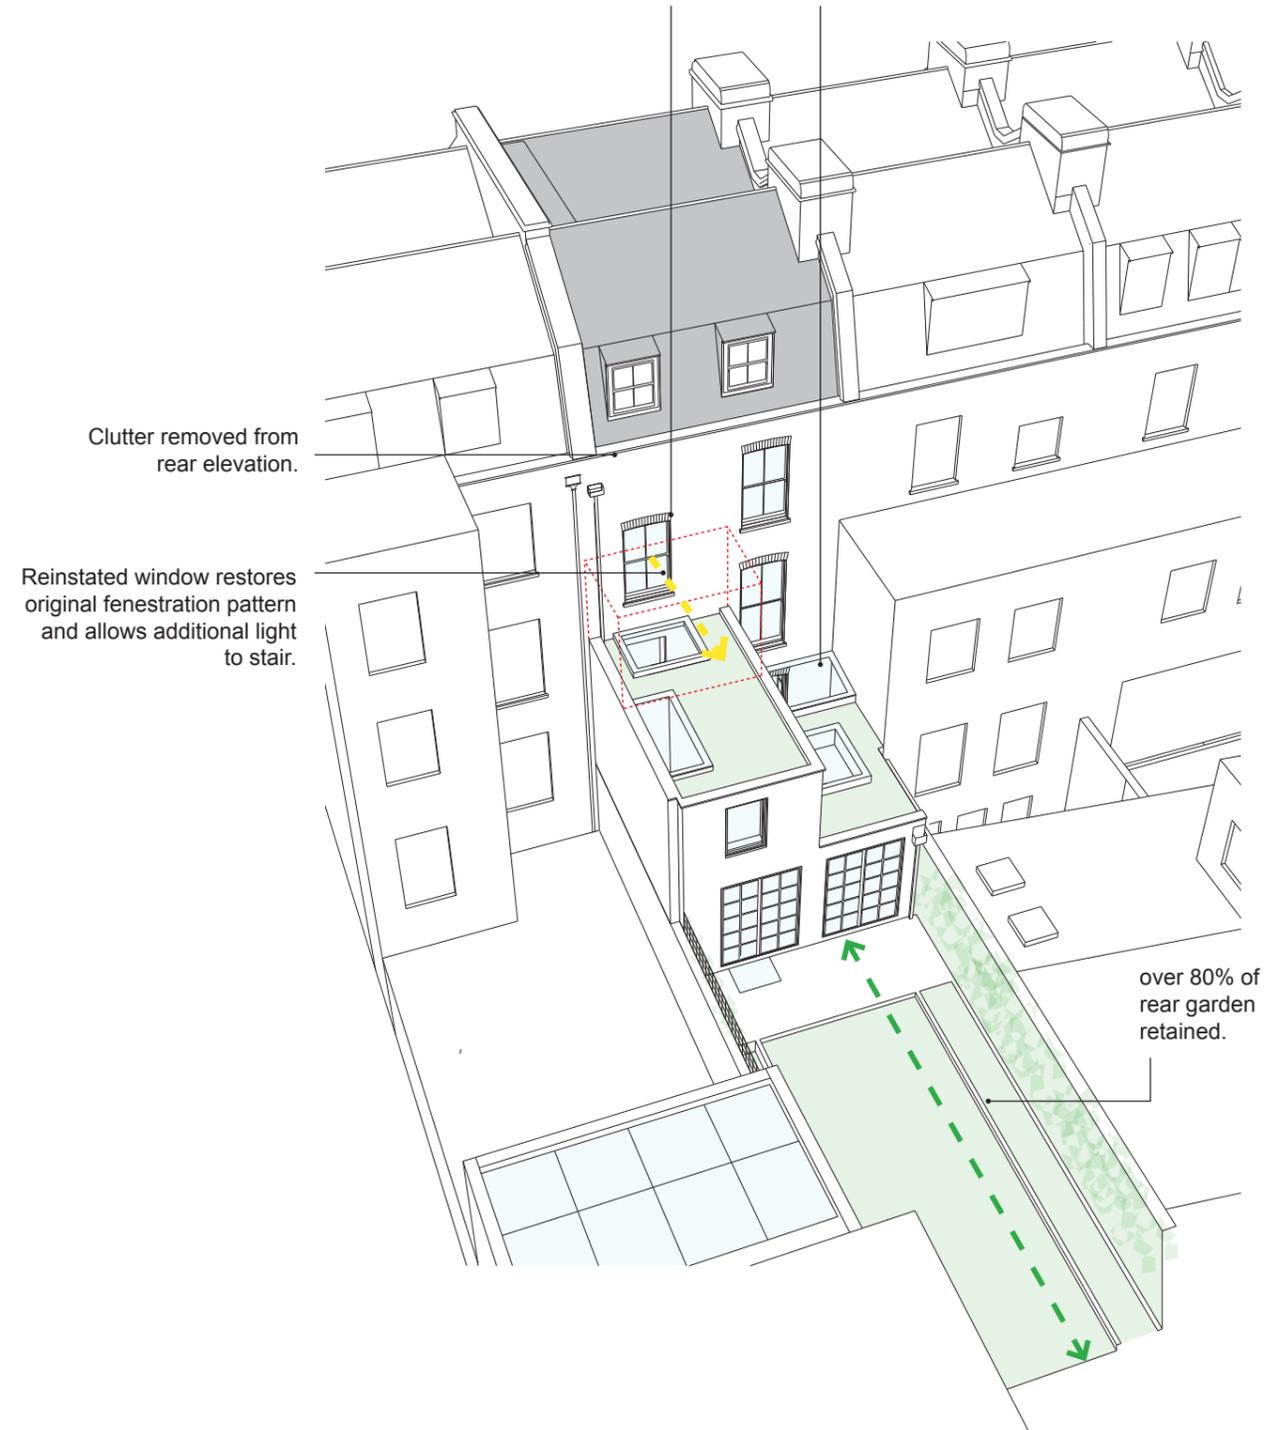 Clutter removed from
rear elevation.
Reinstated window restores
original fenestration pattern
and allows additional light
to stair.
over 80% of
rear garden
retained.